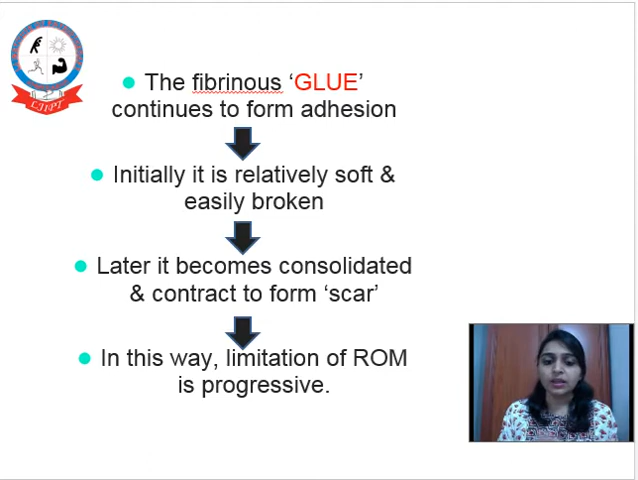 The fibrinous ‘GLUE’
continues to form adhesion
Initially it is relatively soft &
easily broken
Later it becomes consolidated
& contract to form ‘scar’
In this way, limitation of ROM
is progressive.